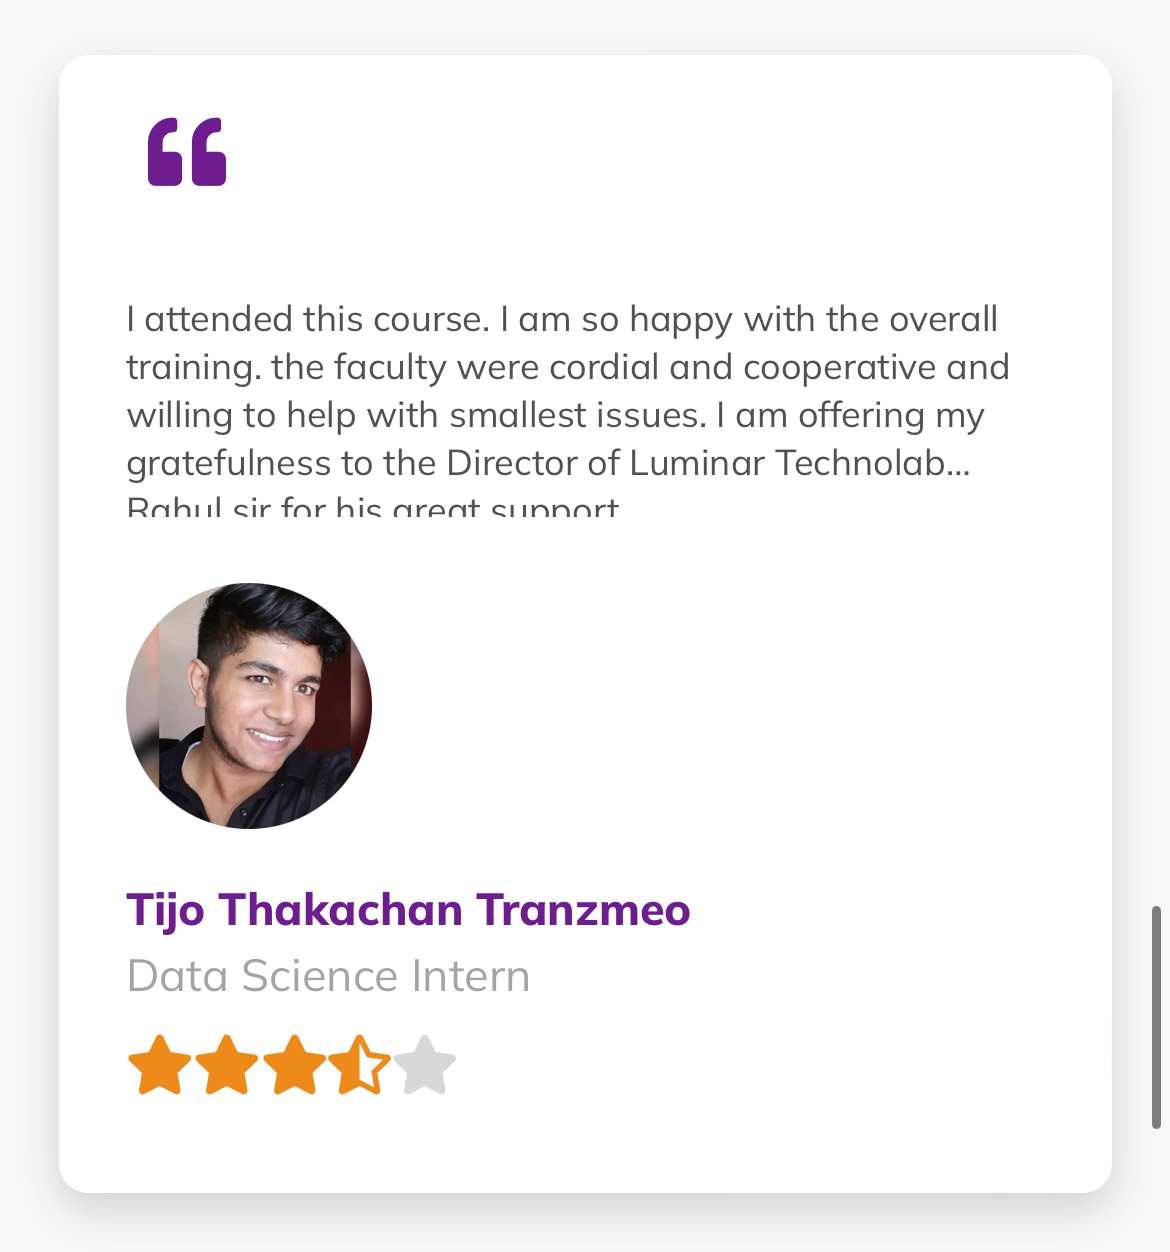 “
I attended this course. I am so happy with the overall
training. the faculty were cordial and cooperative and
willing to help with smallest issues. I am offering my
gratefulness to the Director of Luminar Technolab...
Rahul sir for his great support
Tijo Thakachan Tranzmeo
Data Science Intern